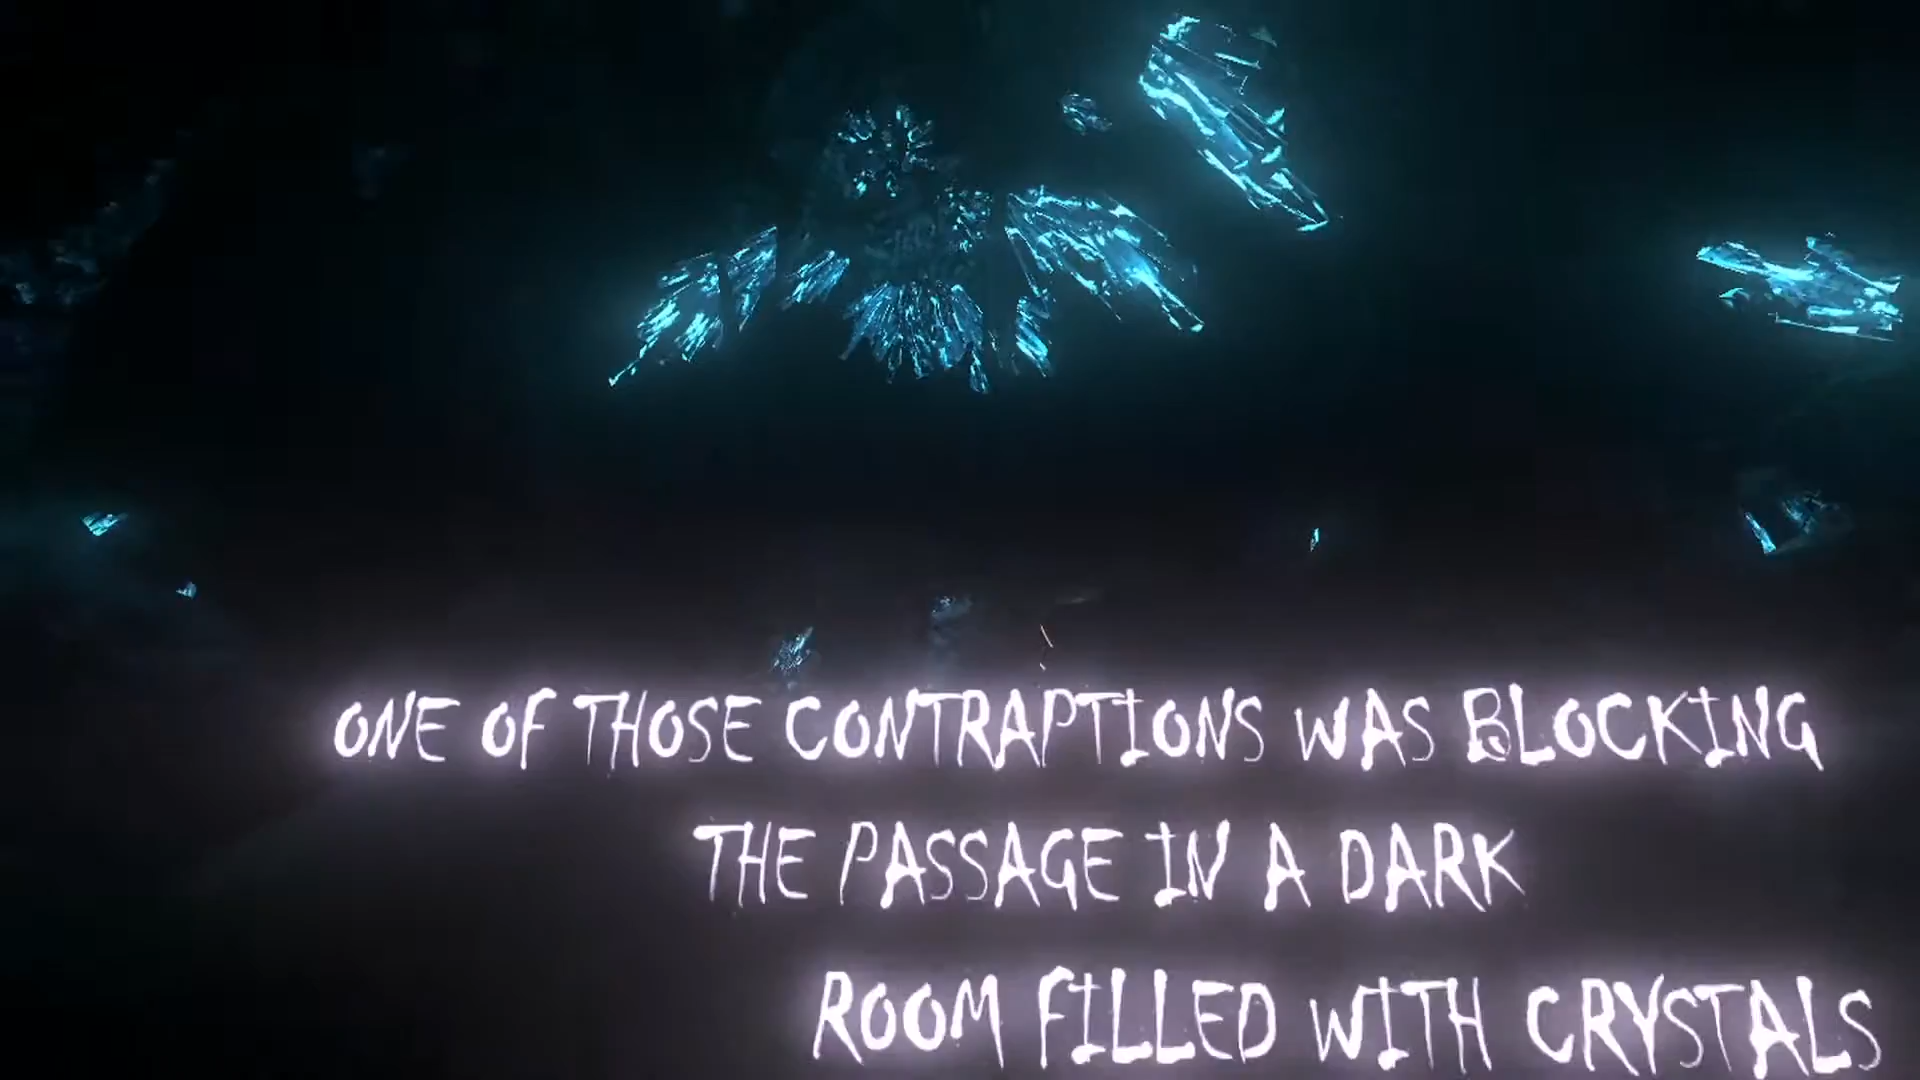 ONE OF THOSE CONTRAPTIONS WAS BLOCKING
THE PASSAGE IN A DARK
ROOM FILLED WITH CRYSTALS